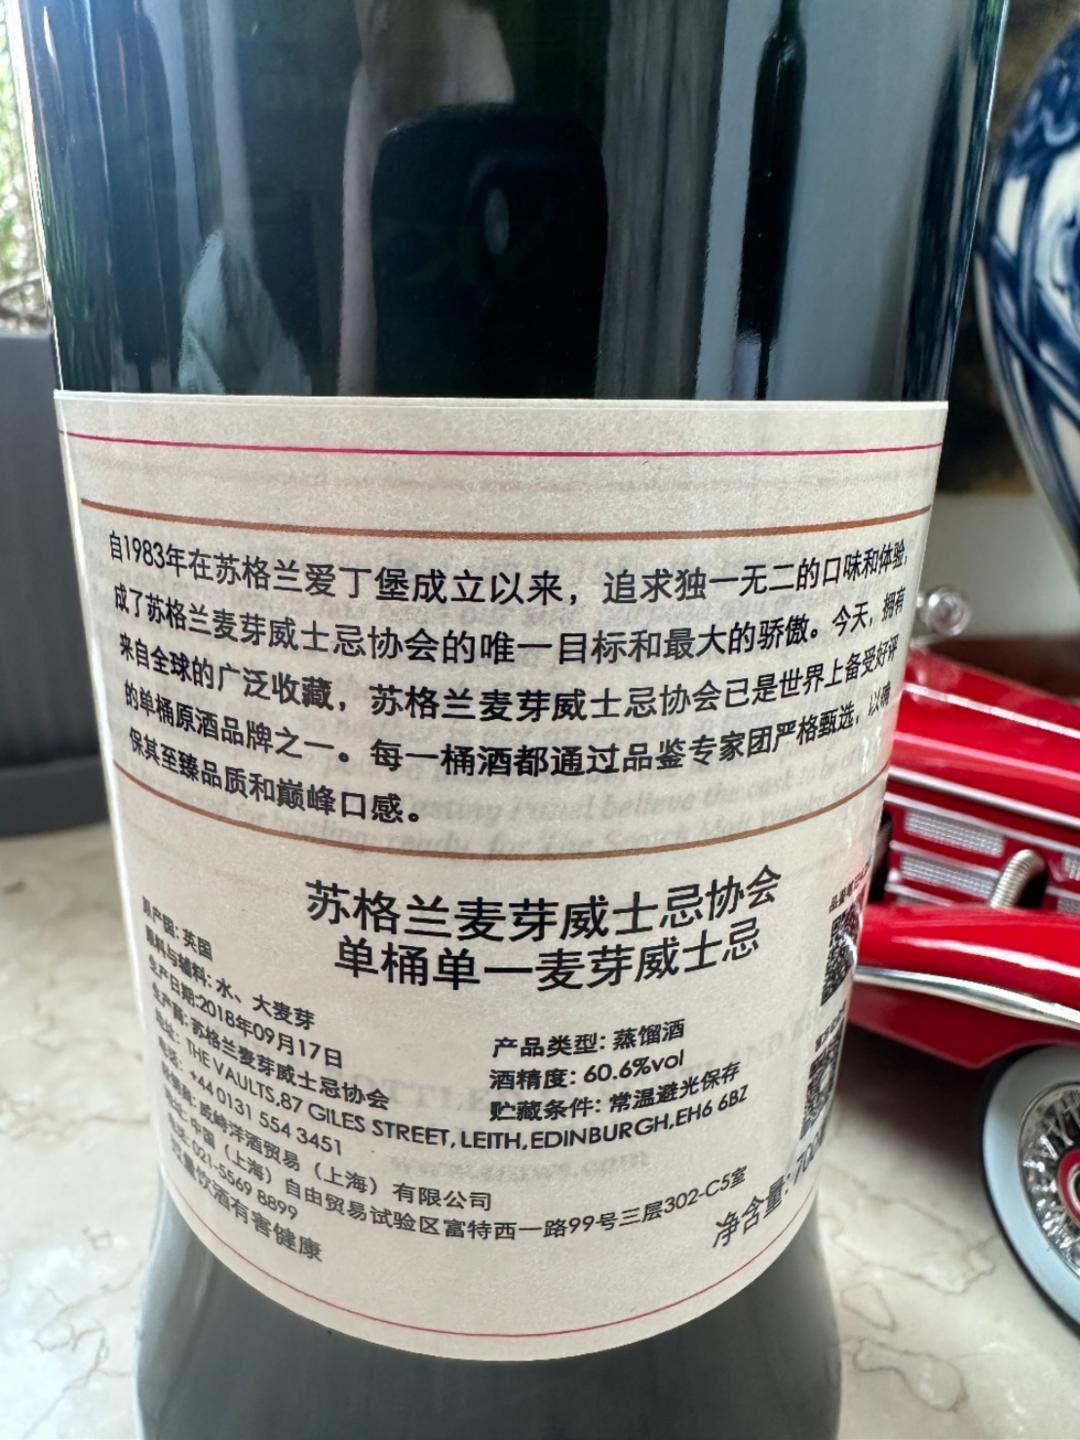 自1983年在苏格兰爱丁堡成立以来，追求独一无二的口味和体验，
成了苏格兰麦芽威士忌协会的唯一目标和最大的骄傲。今天，拥有
来自全球的广泛收藏，苏格兰麦芽威士忌协会已是世界上备受好评
的单桶原酒品牌之一。每一桶酒都通过品鉴专家团严格甄选，以确
保其至臻品质和巅峰口感。
苏格兰麦芽威士忌协会
单桶单一麦芽威士忌
原产国: 英国
原料与辅料: 水、大麦芽
生产日期:2018年09月17日
生产商: 苏格兰麦芽威士忌协会
地址: THE VAULTS,87 GILES STREET, LEITH,EDINBURGH,EH6 6BZ
电话: +44 0131 554 3451
产品类型: 蒸馏酒
酒精度: 60.6%vol
贮藏条件: 常温避光保存
经销商: 威特洋酒贸易（上海）有限公司
地址: 中国（上海）自由贸易试验区富特西一路99号三层302-C5室
电话: 021-5569 8899
过量饮酒有害健康
净含量: